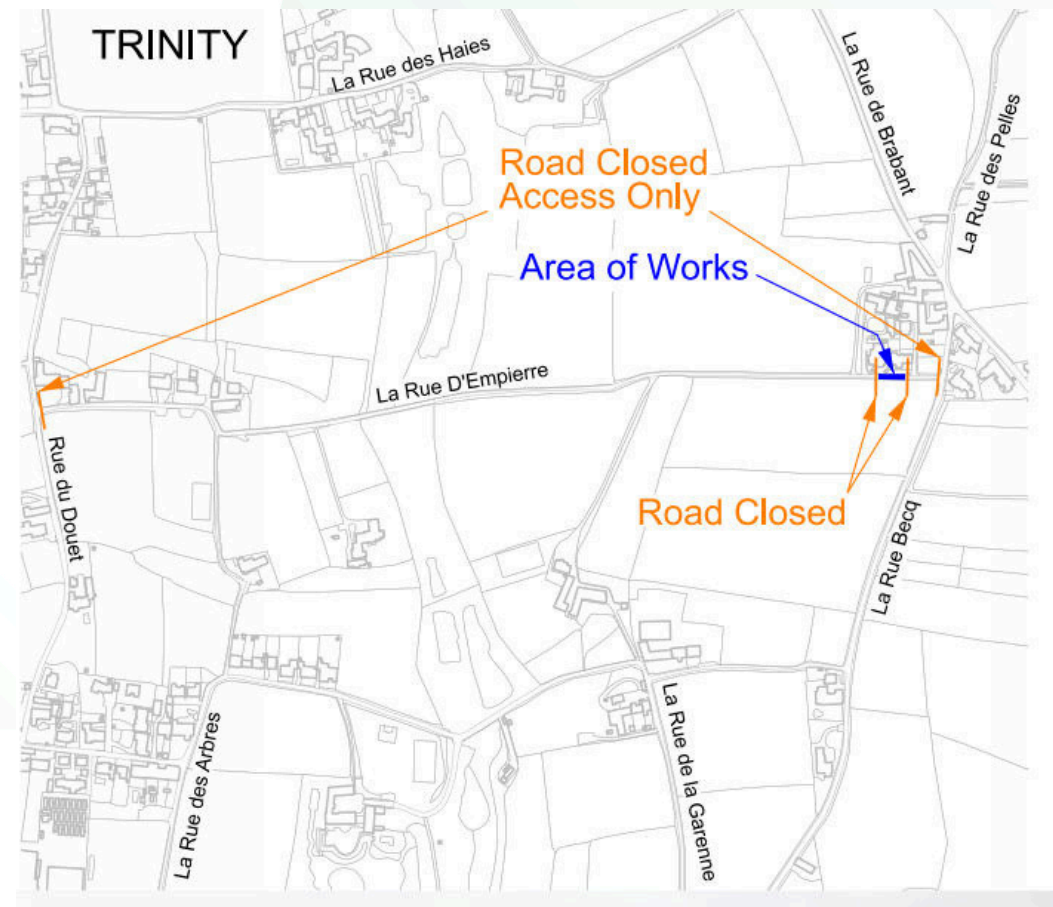 TRINITY
La Rue des Haies
La Rue de Brabant
La Rue des Pelles
Road Closed
Access Only
Area of Works
La Rue D'Empierre
Rue du Douet
Road Closed
La Rue Becq
La Rue des Arbres
La Rue de la Garenne